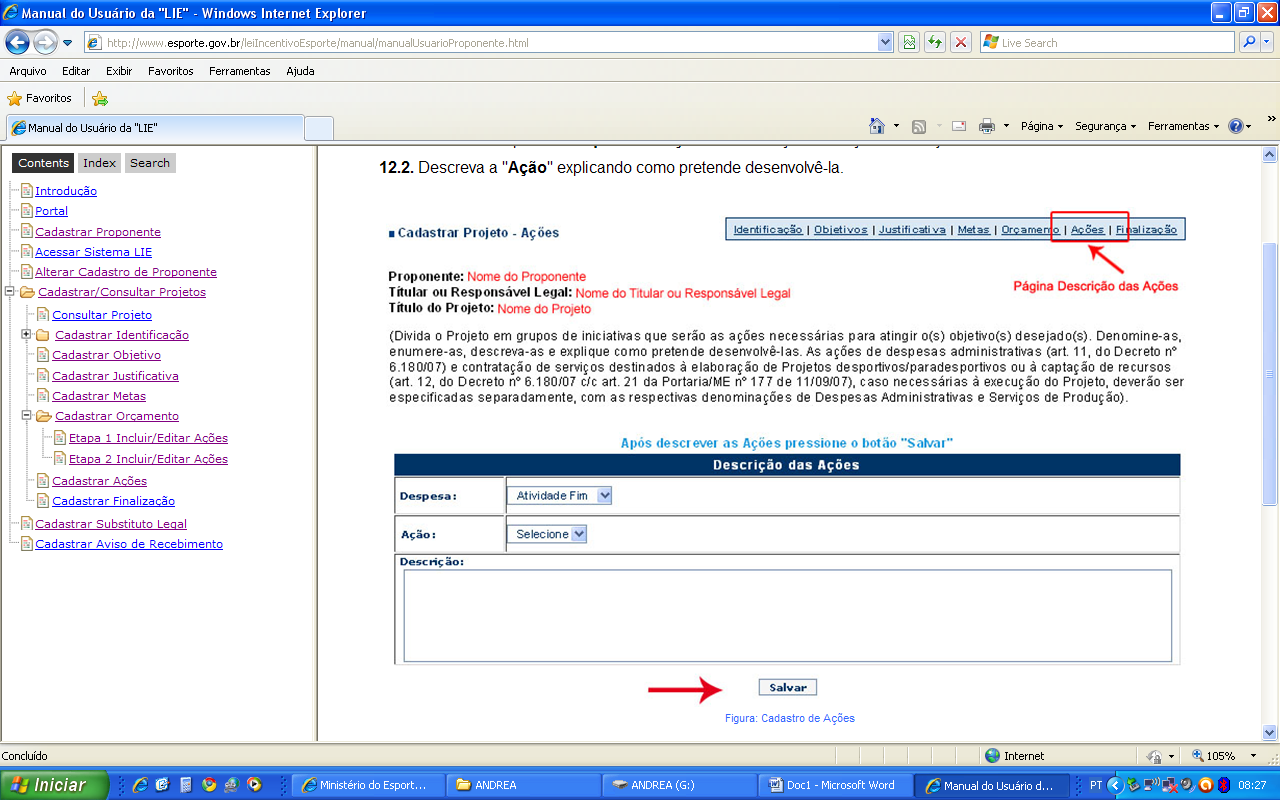 Manual do Usuário da "LIE" - Windows Internet Explorer
http://www.esporte.gov.br/leiIncentivoEsporte/manual/manualUsuarioProponente.html
Live Search
Arquivo Editar Exibir Favoritos Ferramentas Ajuda
Favoritos
Manual do Usuário da "LIE"
Página Segurança Ferramentas
Contents Index Search
Introdução
Portal
Cadastrar Proponente
Acessar Sistema LIE
Alterar Cadastro de Proponente
Cadastrar/Consultar Projetos
Consultar Projeto
Cadastrar Identificação
Cadastrar Objetivo
Cadastrar Justificativa
Cadastrar Metas
Cadastrar Orçamento
Etapa 1 Incluir/Editar Ações
Etapa 2 Incluir/Editar Ações
Cadastrar Ações
Cadastrar Finalização
Cadastrar Substituto Legal
Cadastrar Aviso de Recebimento
12.2. Descreva a "Ação" explicando como pretende desenvolvê-la.
Cadastrar Projeto - Ações
Identificação | Objetivos | Justificativa | Metas | Orçamento | Ações | Finalização
Página Descrição das Ações
Proponente: Nome do Proponente
Títular ou Responsável Legal: Nome do Titular ou Responsável Legal
Título do Projeto: Nome do Projeto
(Divida o Projeto em grupos de iniciativas que serão as ações necessárias para atingir o(s) objetivo(s) desejado(s). Denomine-as,
enumere-as, descreva-as e explique como pretende desenvolvê-las. As ações de despesas administrativas (art. 11, do Decreto nº
6.180/07) e contratação de serviços destinados à elaboração de Projetos desportivos/paradesportivos ou à captação de recursos
(art. 12, do Decreto nº 6.180/07 c/c art. 21 da Portaria/ME nº 177 de 11/09/07), caso necessárias à execução do Projeto, deverão ser
especificadas separadamente, com as respectivas denominações de Despesas Administrativas e Serviços de Produção).
Após descrever as Ações pressione o botão "Salvar"
Descrição das Ações
Despesa: Atividade Fim
Ação: Selecione
Descrição:
Salvar
Figura: Cadastro de Ações
Concluído
Internet
105%
Iniciar
Ministério do Esport...
ANDREA
ANDREA (G:)
Doc1 - Microsoft Word
Manual do Usuário d...
PT
08:27